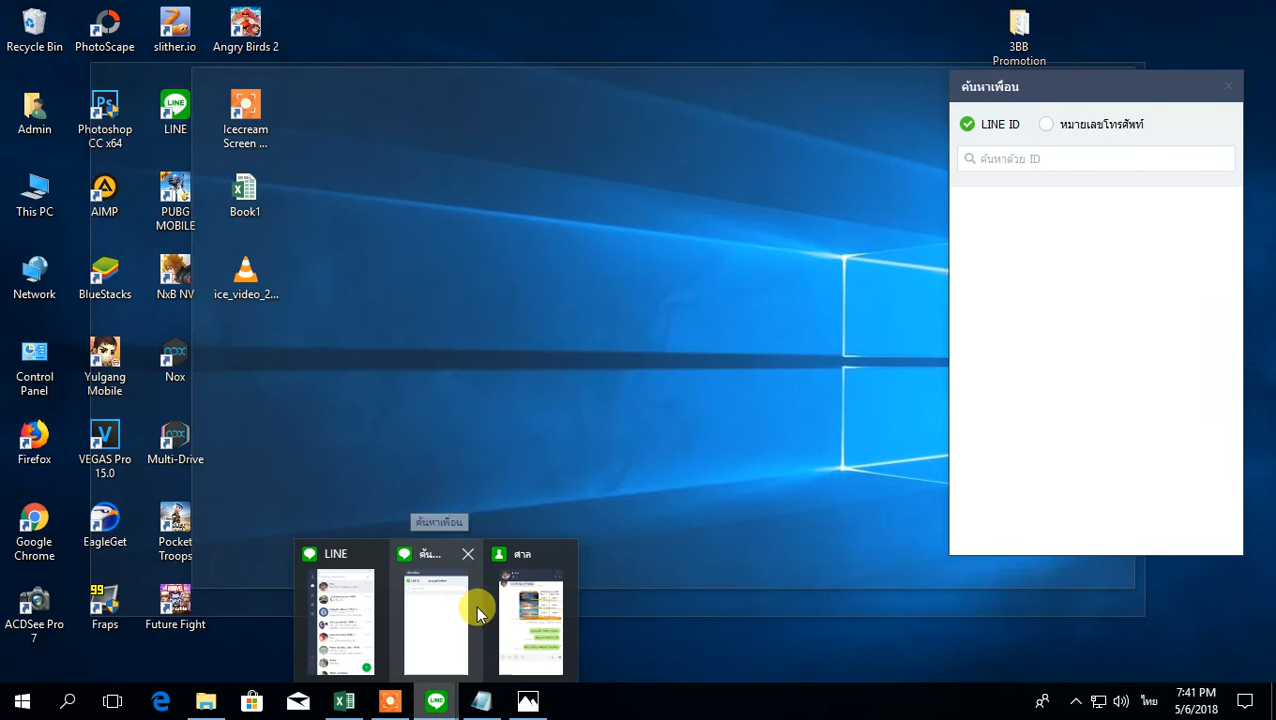 Recycle Bin
PhotoScape
slither.io
Angry Birds 2
3BB
Promotion
ค้นหาเพื่อน
LINE ID
หมายเลขโทรศัพท์
ค้นหาด้วย ID
Admin
Photoshop
CC x64
LINE
Icecream
Screen ...
This PC
AIMP
PUBG
MOBILE
Book1
Network
BlueStacks
NxB NV
ice_video_2...
Control
Panel
Yulgang
Mobile
Nox
Firefox
VEGAS Pro
15.0
Multi-Drive
Google
Chrome
EagleGet
Pocket
Troops
ค้นหาเพื่อน
LINE
ค้น...
ศาล
ACDSee Pro
7
99
Fraps
Future Fight
ไทย
7:41 PM
5/6/2018